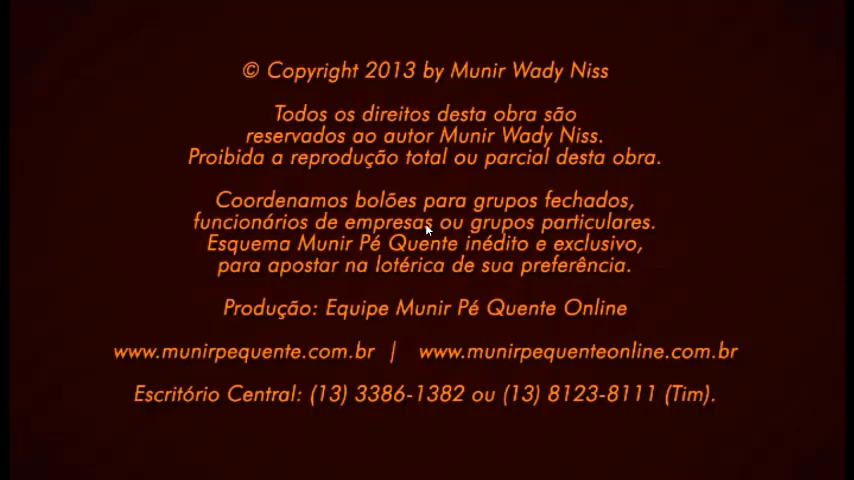 © Copyright 2013 by Munir Wady Niss
Todos os direitos desta obra são
reservados ao autor Munir Wady Niss.
Proibida a reprodução total ou parcial desta obra.
Coordenamos bolões para grupos fechados,
funcionários de empresas ou grupos particulares.
Esquema Munir Pé Quente inédito e exclusivo,
para apostar na lotérica de sua preferência.
Produção: Equipe Munir Pé Quente Online
www.munirpequente.com.br | www.munirpequenteonline.com.br
Escritório Central: (13) 3386-1382 ou (13) 8123-8111 (Tim).